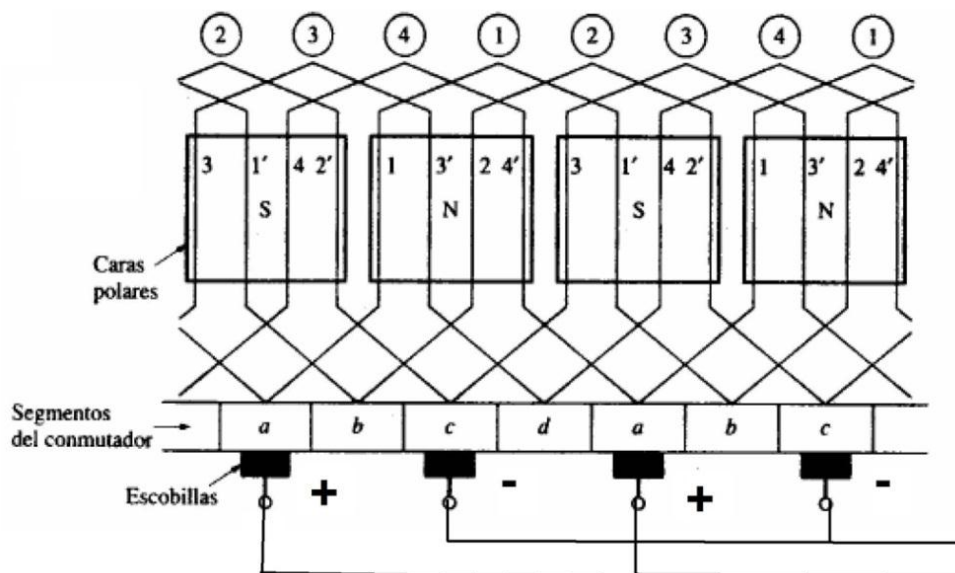 2 3 4 1 2 3 4 1
3 1′ 4 2′ 1 3′ 2 4′ 3 1′ 4 2′ 1 3′ 2 4′
S N S N
Caras
polares
Segmentos
del conmutador
a b c d a b c
Escobillas
+ - + -